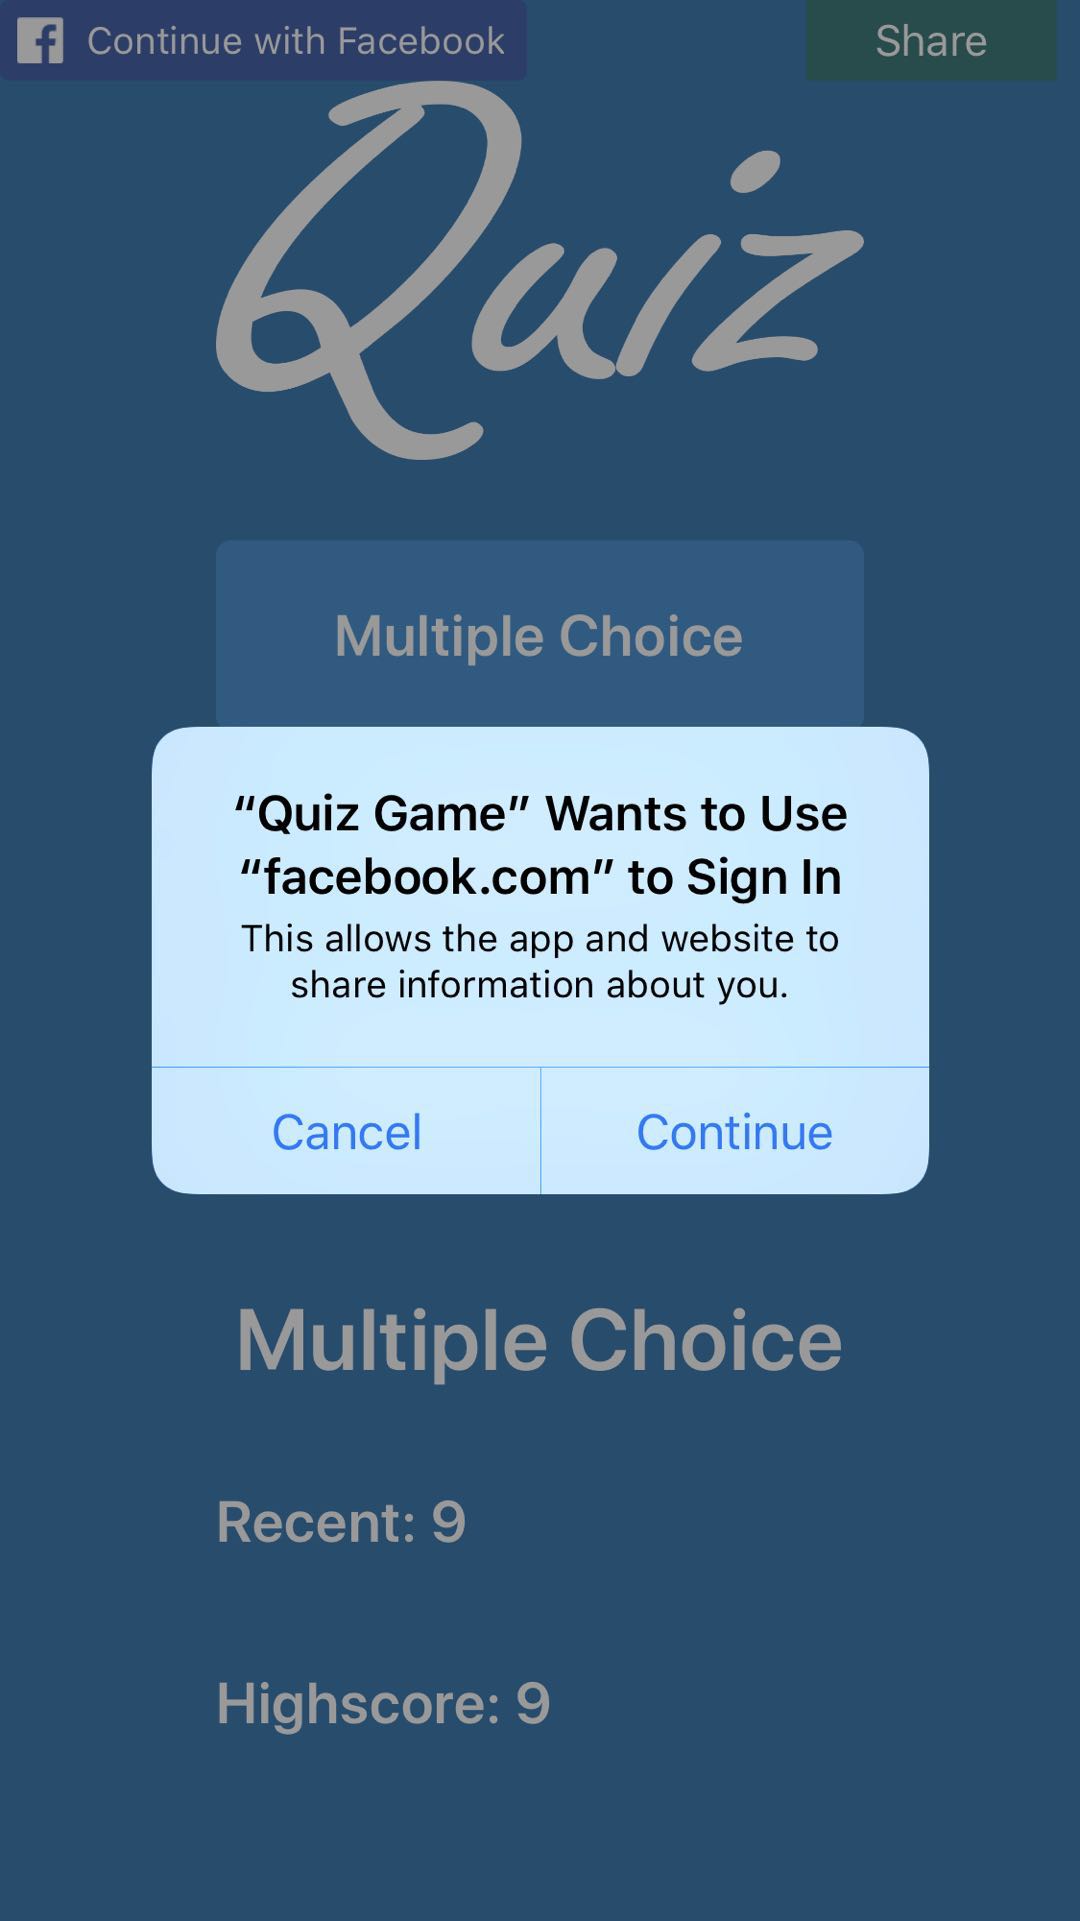 Continue with Facebook
Share
Quiz
Multiple Choice
“Quiz Game” Wants to Use
“facebook.com” to Sign In
This allows the app and website to
share information about you.
Cancel
Continue
Multiple Choice
Recent: 9
Highscore: 9